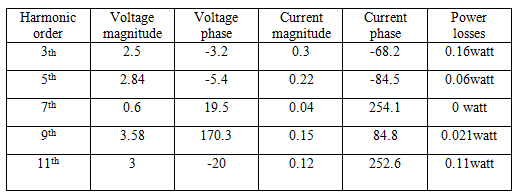 Harmonic order Voltage magnitude Voltage phase Current magnitude Current phase Power losses
3th 2.5 -3.2 0.3 -68.2 0.16watt
5th 2.84 -5.4 0.22 -84.5 0.06watt
7th 0.6 19.5 0.04 254.1 0 watt
9th 3.58 170.3 0.15 84.8 0.021watt
11th 3 -20 0.12 252.6 0.11watt